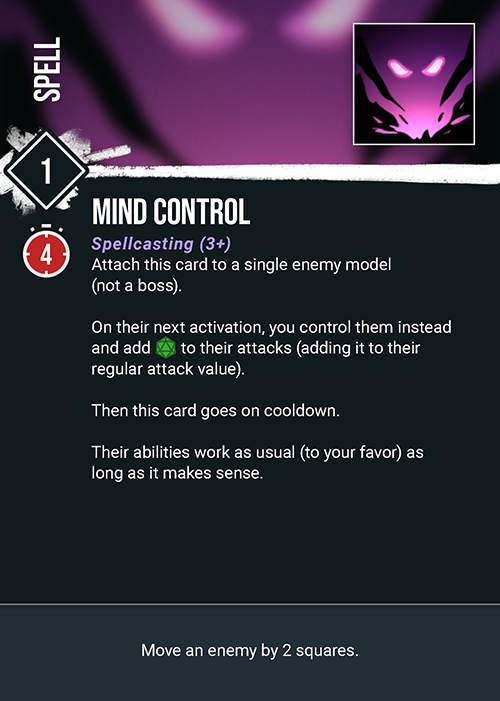 SPELL
1
MIND CONTROL
4
Spellcasting (3+)
Attach this card to a single enemy model
(not a boss).
On their next activation, you control them instead
and add to their attacks (adding it to their
regular attack value).
Then this card goes on cooldown.
Their abilities work as usual (to your favor) as
long as it makes sense.
Move an enemy by 2 squares.